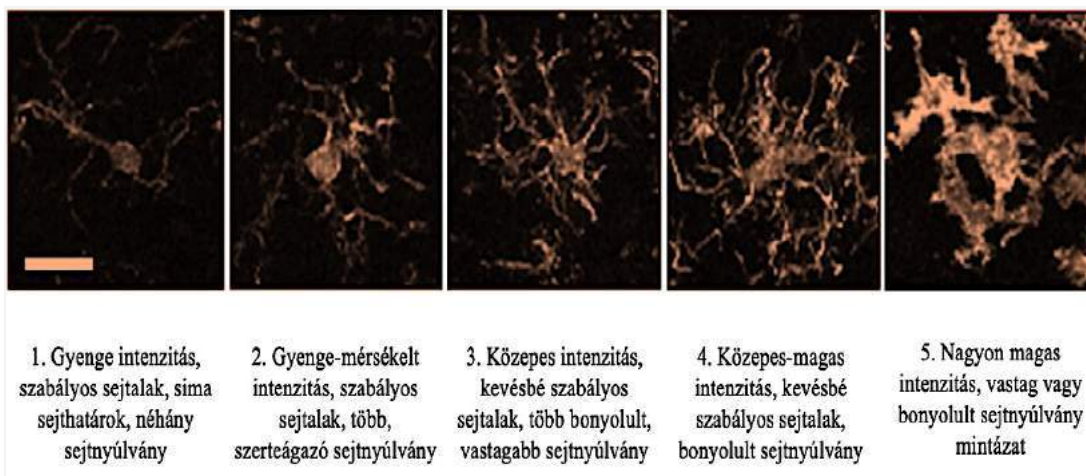 1. Gyenge intenzitás,
szabályos sejtalak, sima
sejthatárok, néhány
sejtnyúlvány
2. Gyenge-mérsékelt
intenzitás, szabályos
sejtalak, több,
szerteágazó sejtnyúlvány
3. Közepes intenzitás,
kevésbé szabályos
sejtalak, több bonyolult,
vastagabb sejtnyúlvány
4. Közepes-magas
intenzitás, kevésbé
szabályos sejtalak,
bonyolult sejtnyúlvány
5. Nagyon magas
intenzitás, vastag vagy
bonyolult sejtnyúlvány
mintázat